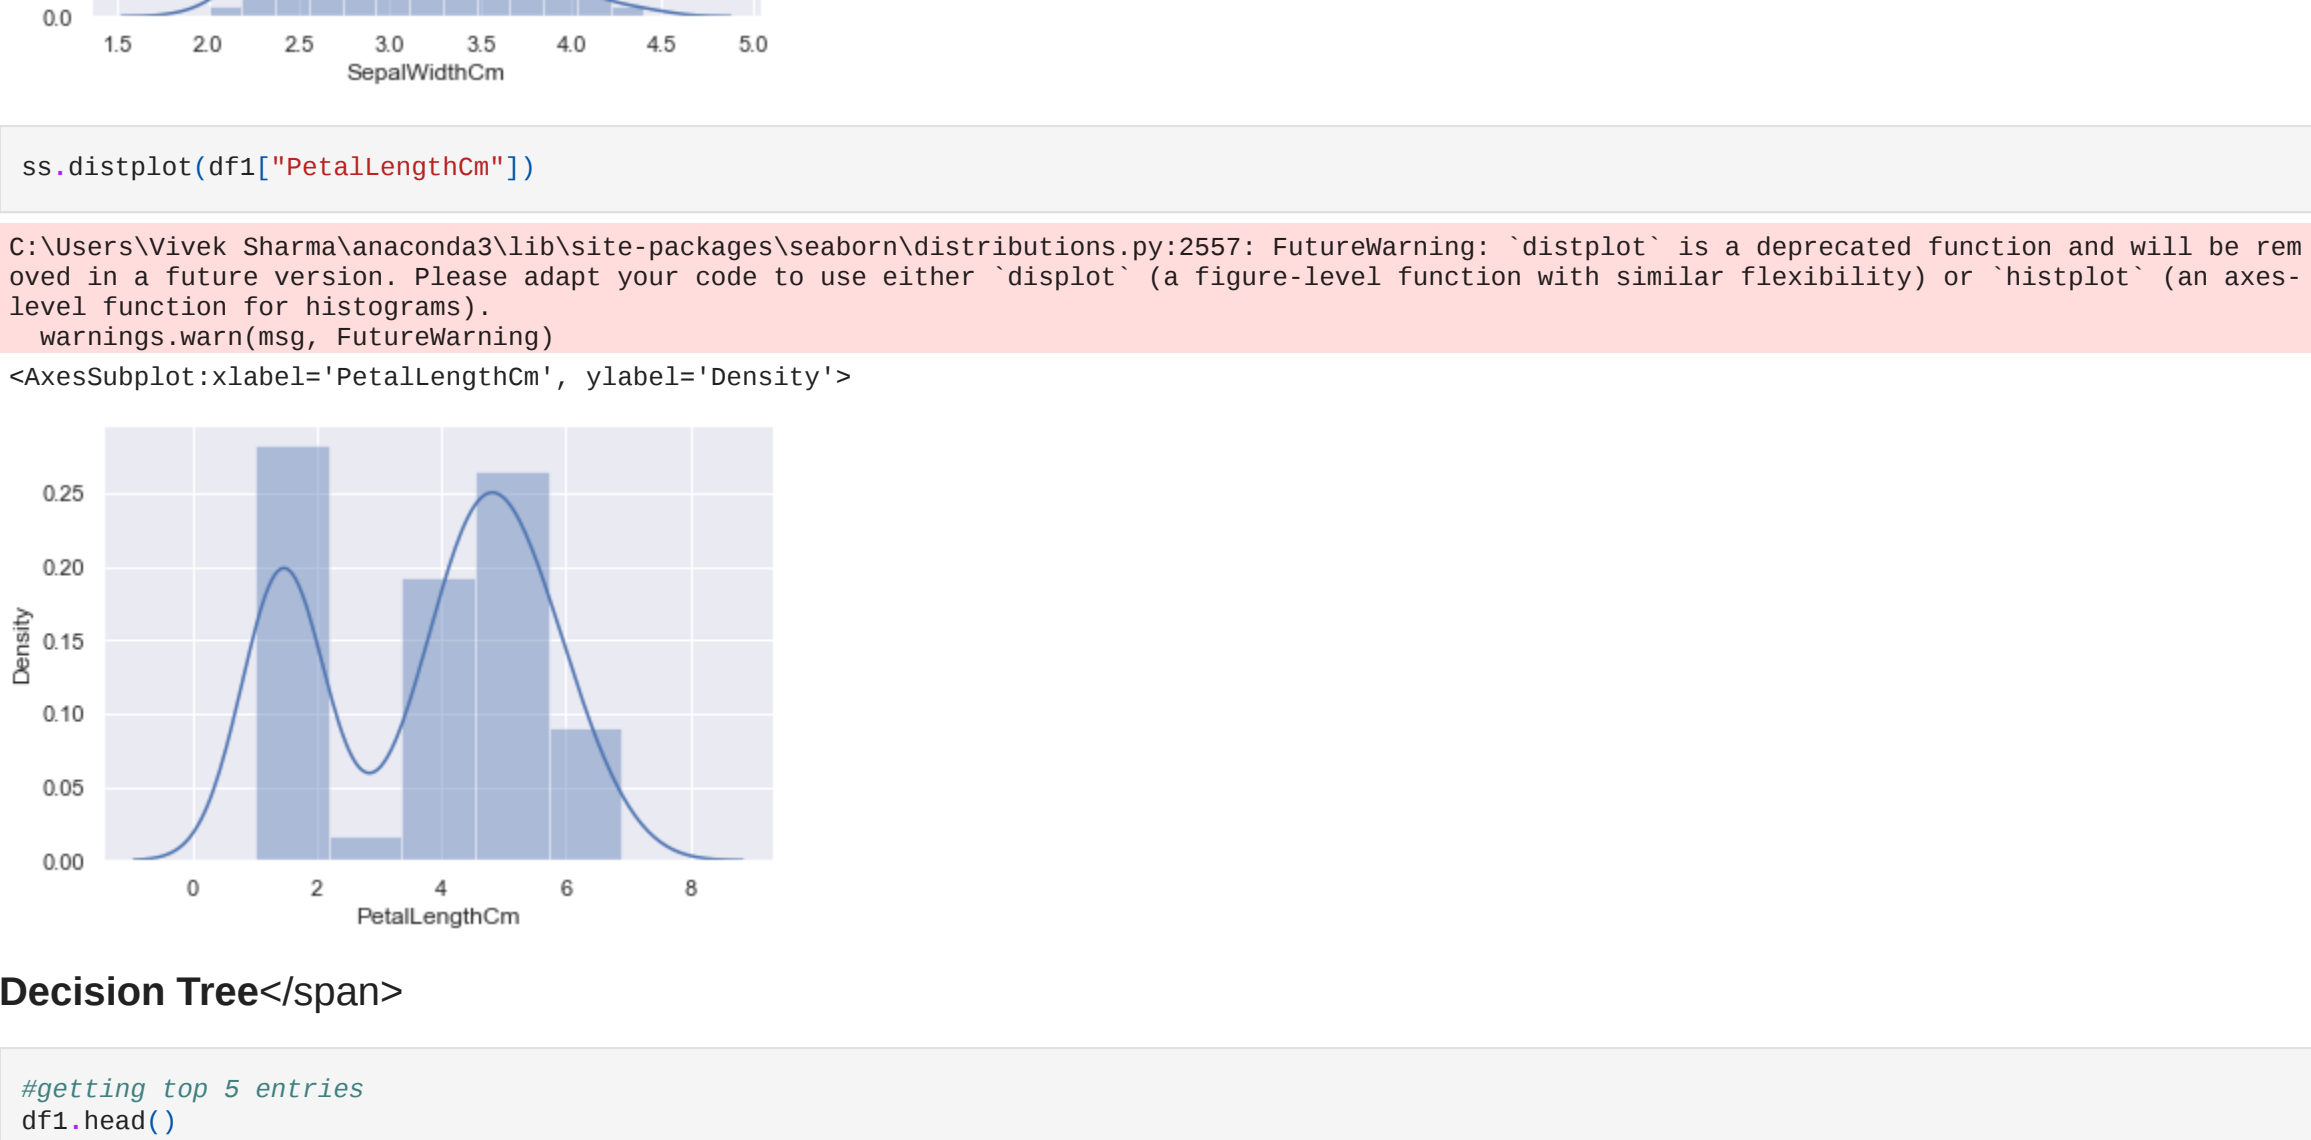 0.0
1.5 2.0 2.5 3.0 3.5 4.0 4.5 5.0
SepalWidthCm
ss.distplot(df1["PetalLengthCm"])
C:\Users\Vivek Sharma\anaconda3\lib\site-packages\seaborn\distributions.py:2557: FutureWarning: `distplot` is a deprecated function and will be rem
oved in a future version. Please adapt your code to use either `displot` (a figure-level function with similar flexibility) or `histplot` (an axes-
level function for histograms).
  warnings.warn(msg, FutureWarning)
<AxesSubplot:xlabel='PetalLengthCm', ylabel='Density'>
0.25
0.20
0.15
0.10
0.05
0.00
Density
0 2 4 6 8
PetalLengthCm
Decision Tree</span>
#getting top 5 entries
df1.head()